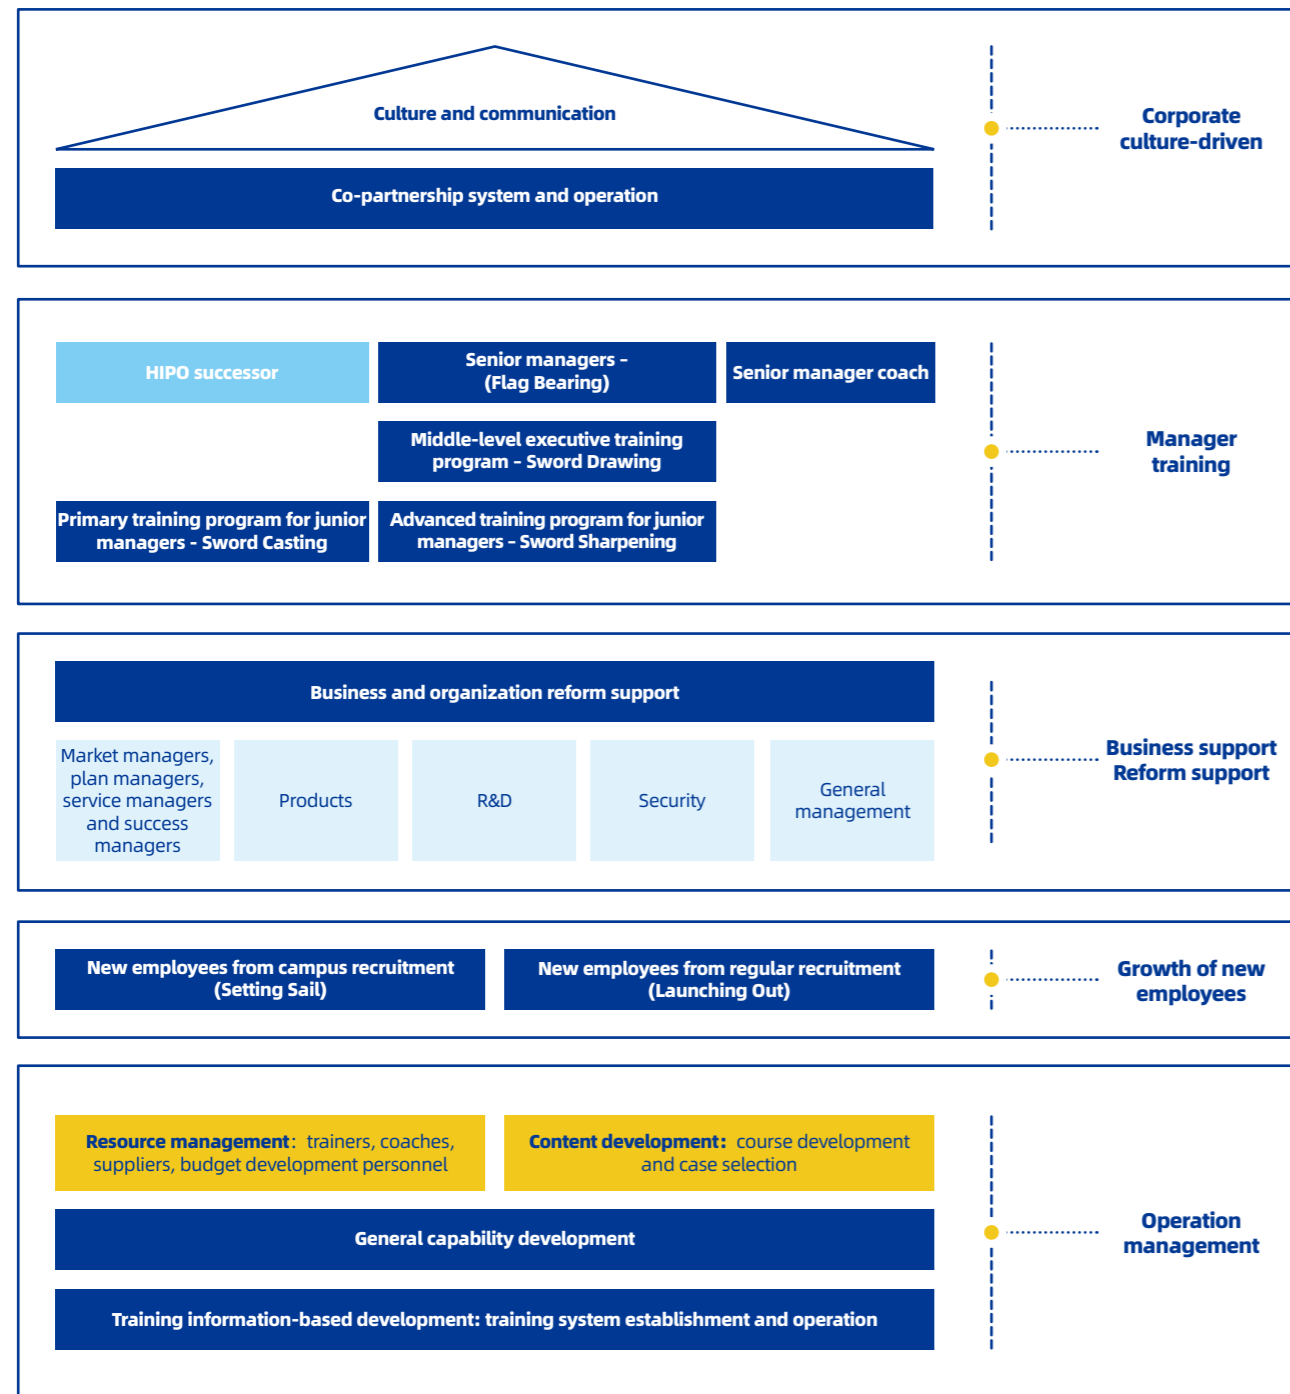 Culture and communication
Co-partnership system and operation
Corporate
culture-driven
HIPO successor
Senior managers –
(Flag Bearing)
Senior manager coach
Middle-level executive training
program – Sword Drawing
Primary training program for junior
managers - Sword Casting
Advanced training program for junior
managers – Sword Sharpening
Manager
training
Business and organization reform support
Market managers,
plan managers,
service managers
and success
managers
Products
R&D
Security
General
management
Business support
Reform support
New employees from campus recruitment
(Setting Sail)
New employees from regular recruitment
(Launching Out)
Growth of new
employees
Resource management: trainers, coaches,
suppliers, budget development personnel
Content development: course development
and case selection
General capability development
Training information-based development: training system establishment and operation
Operation
management